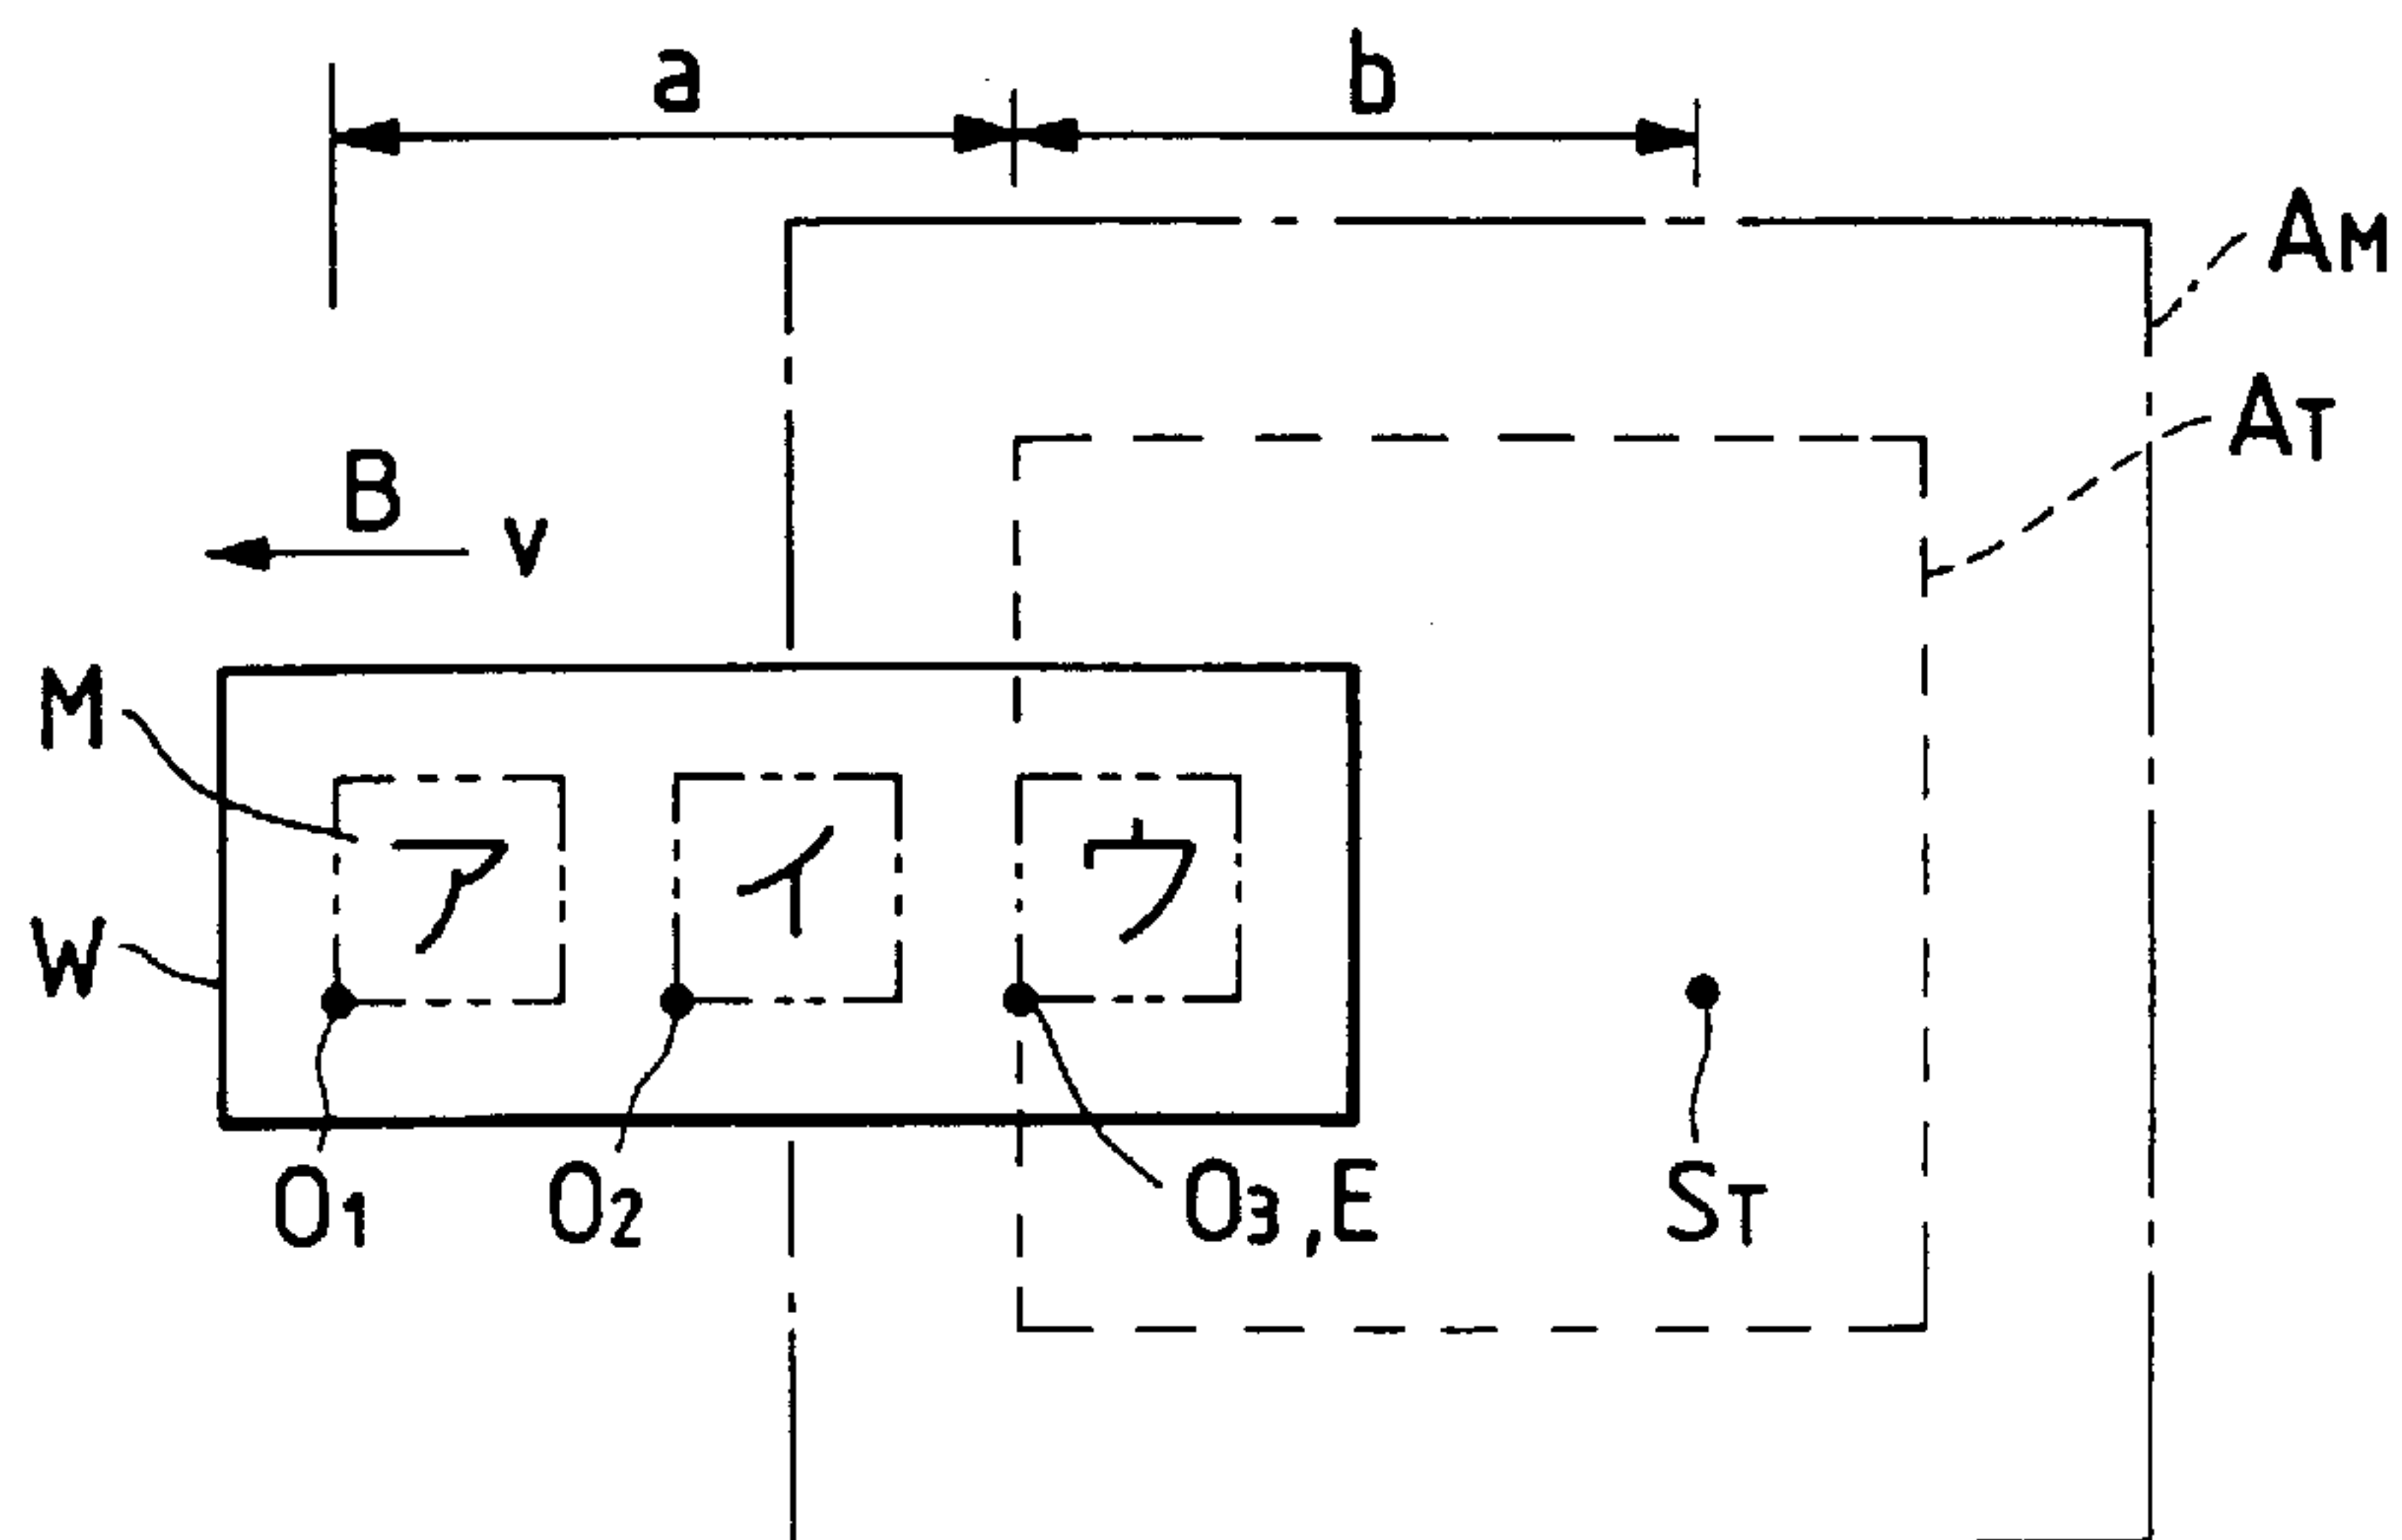 a b
AM
AT
B v
M
ア イ ウ
W
O1 O2 O3,E ST